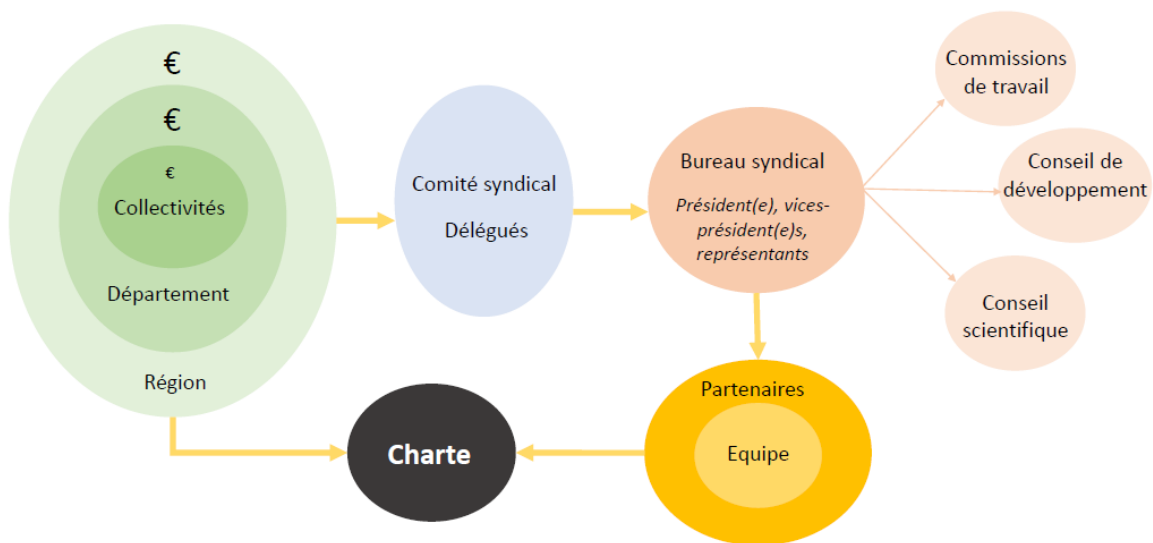 €
€
€
Collectivités
Département
Région
Comité syndical
Délégués
Bureau syndical
Président(e), vices-
président(e)s,
représentants
Commissions
de travail
Conseil de
développement
Conseil
scientifique
Partenaires
Equipe
Charte